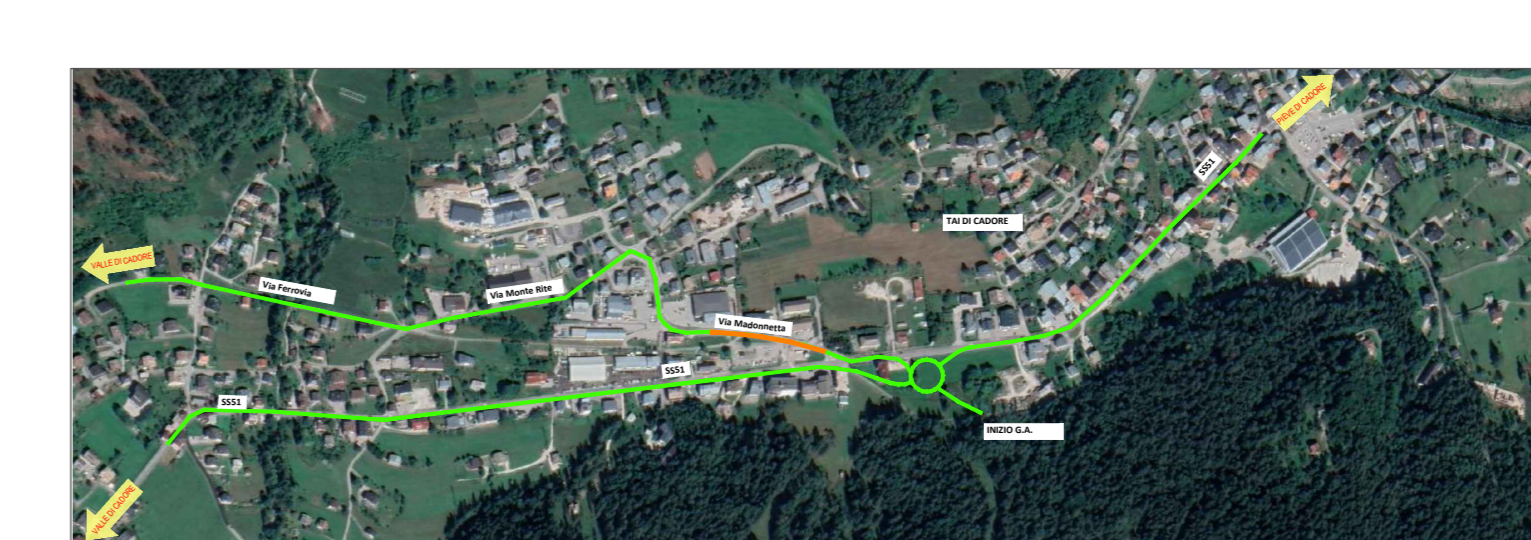 PIEVE DI CADORE
SS51
TAI DI CADORE
VALLE DI CADORE
Via Ferrovia
Via Monte Rite
Via Madonnetta
SS51
SS51
INIZIO G.A.
VALLE DI CADORE